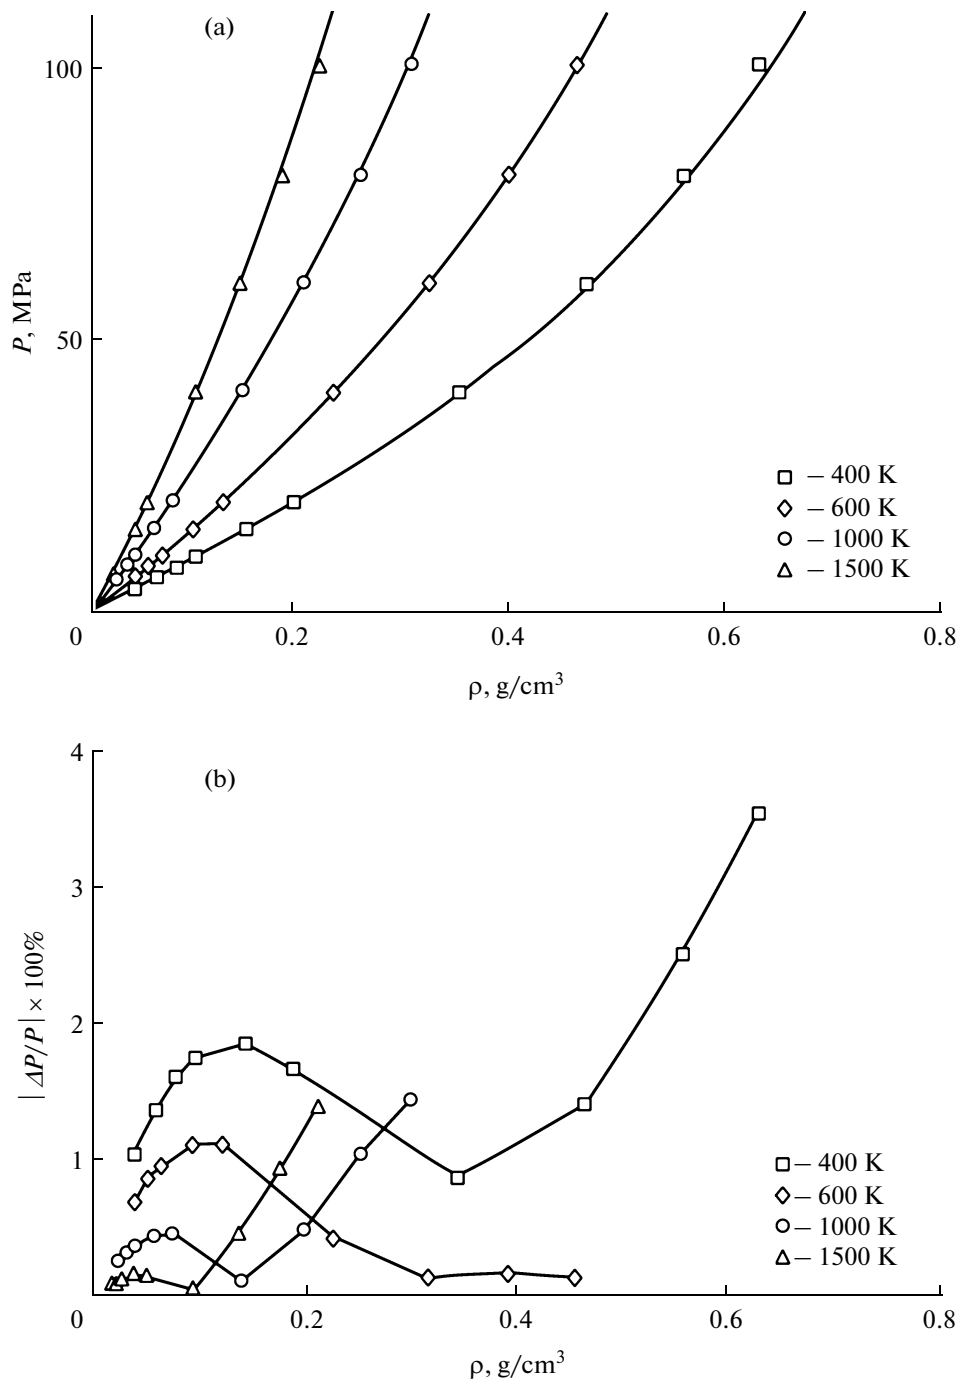 (a)
100
P, MPa
50
□ – 400 K
◇ – 600 K
○ – 1000 K
△ – 1500 K
0 0.2 0.4 0.6 0.8
ρ, g/cm³
4
(b)
3
|ΔP/P| × 100%
2
1
□ – 400 K
◇ – 600 K
○ – 1000 K
△ – 1500 K
0 0.2 0.4 0.6 0.8
ρ, g/cm³